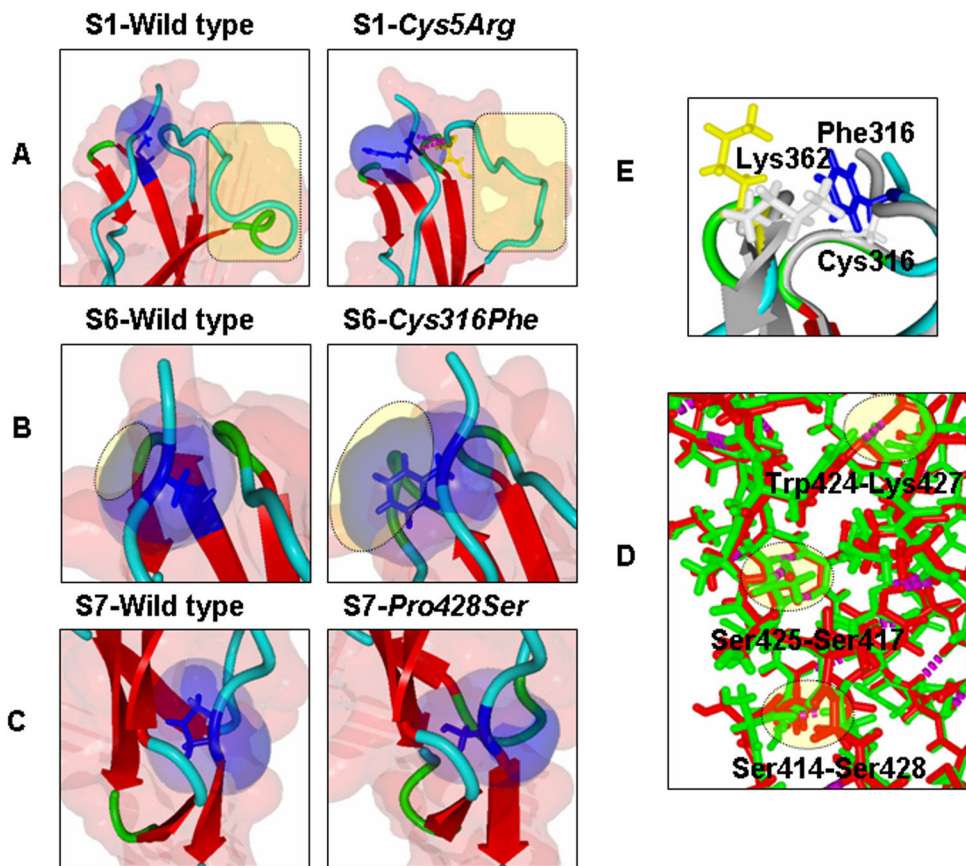 S1-Wild type
S1-Cys5Arg
A
S6-Wild type
S6-Cys316Phe
B
S7-Wild type
S7-Pro428Ser
C
E
Phe316
Lys362
Cys316
D
Trp424-Lys427
Ser425-Ser417
Ser414-Ser428